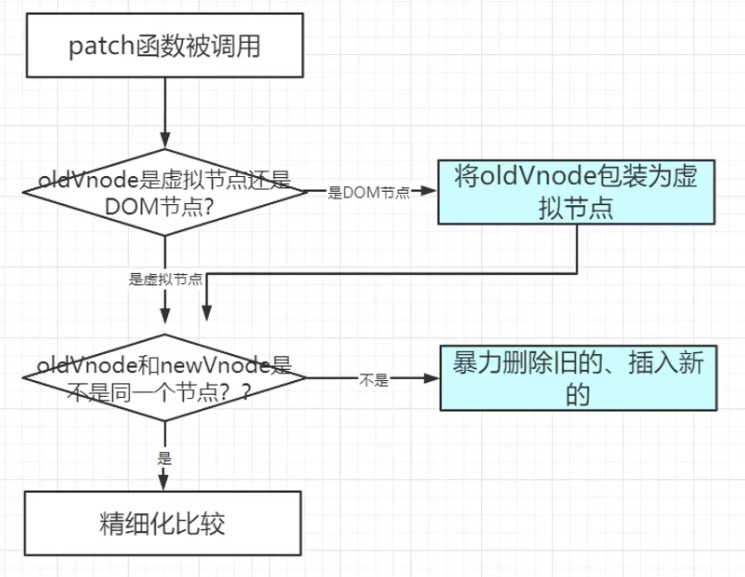 patch函数被调用
oldVnode是虚拟节点还是
DOM节点？
是DOM节点
将oldVnode包装为虚
拟节点
是虚拟节点
oldVnode和newVnode是
不是同一个节点？？
不是
暴力删除旧的、插入新
的
是
精细化比较